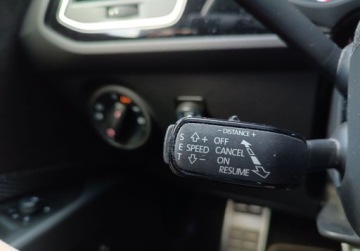 - DISTANCE +
S + OFF
E SPEED CANCEL
T - ON
RESUME